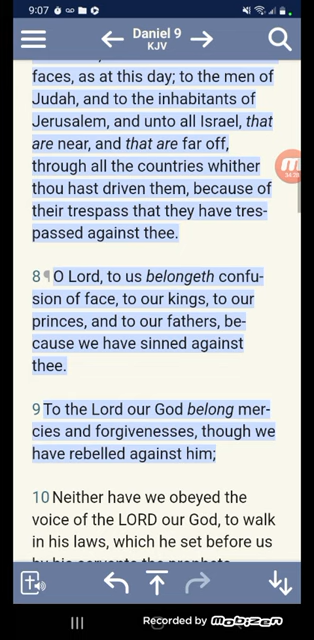 9:07
Daniel 9
KJV
faces, as at this day; to the men of
Judah, and to the inhabitants of
Jerusalem, and unto all Israel, that
are near, and that are far off,
through all the countries whither
thou hast driven them, because of
their trespass that they have tres-
passed against thee.
8 ¶ O Lord, to us belongeth confu-
sion of face, to our kings, to our
princes, and to our fathers, be-
cause we have sinned against
thee.
9 To the Lord our God belong mer-
cies and forgivenesses, though we
have rebelled against him;
10 Neither have we obeyed the
voice of the LORD our God, to walk
in his laws, which he set before us
by his servants the prophets.
Recorded by mobizen